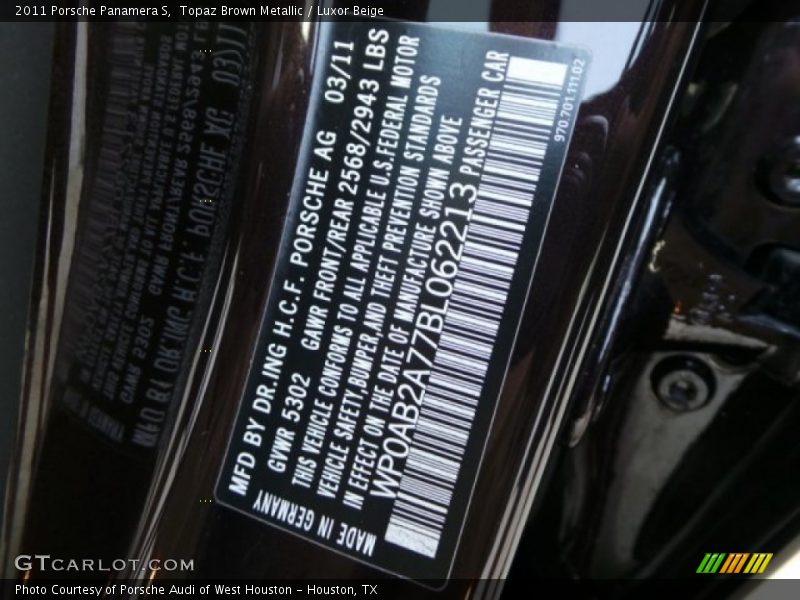 2011 Porsche Panamera S,  Topaz Brown Metallic / Luxor Beige
MFD BY DR.ING H.C.F. PORSCHE AG 03/11
GVWR 5302 GAWR FRONT/REAR 2568/2943 LBS
THIS VEHICLE CONFORMS TO ALL APPLICABLE U.S.FEDERAL MOTOR
VEHICLE SAFETY,BUMPER,AND THEFT PREVENTION STANDARDS
IN EFFECT ON THE DATE OF MANUFACTURE SHOWN ABOVE
WP0AB2A77BL062213 PASSENGER CAR
MADE IN GERMANY
970.701.111.02
GTCARLOT.COM
Photo Courtesy of Porsche Audi of West Houston - Houston, TX